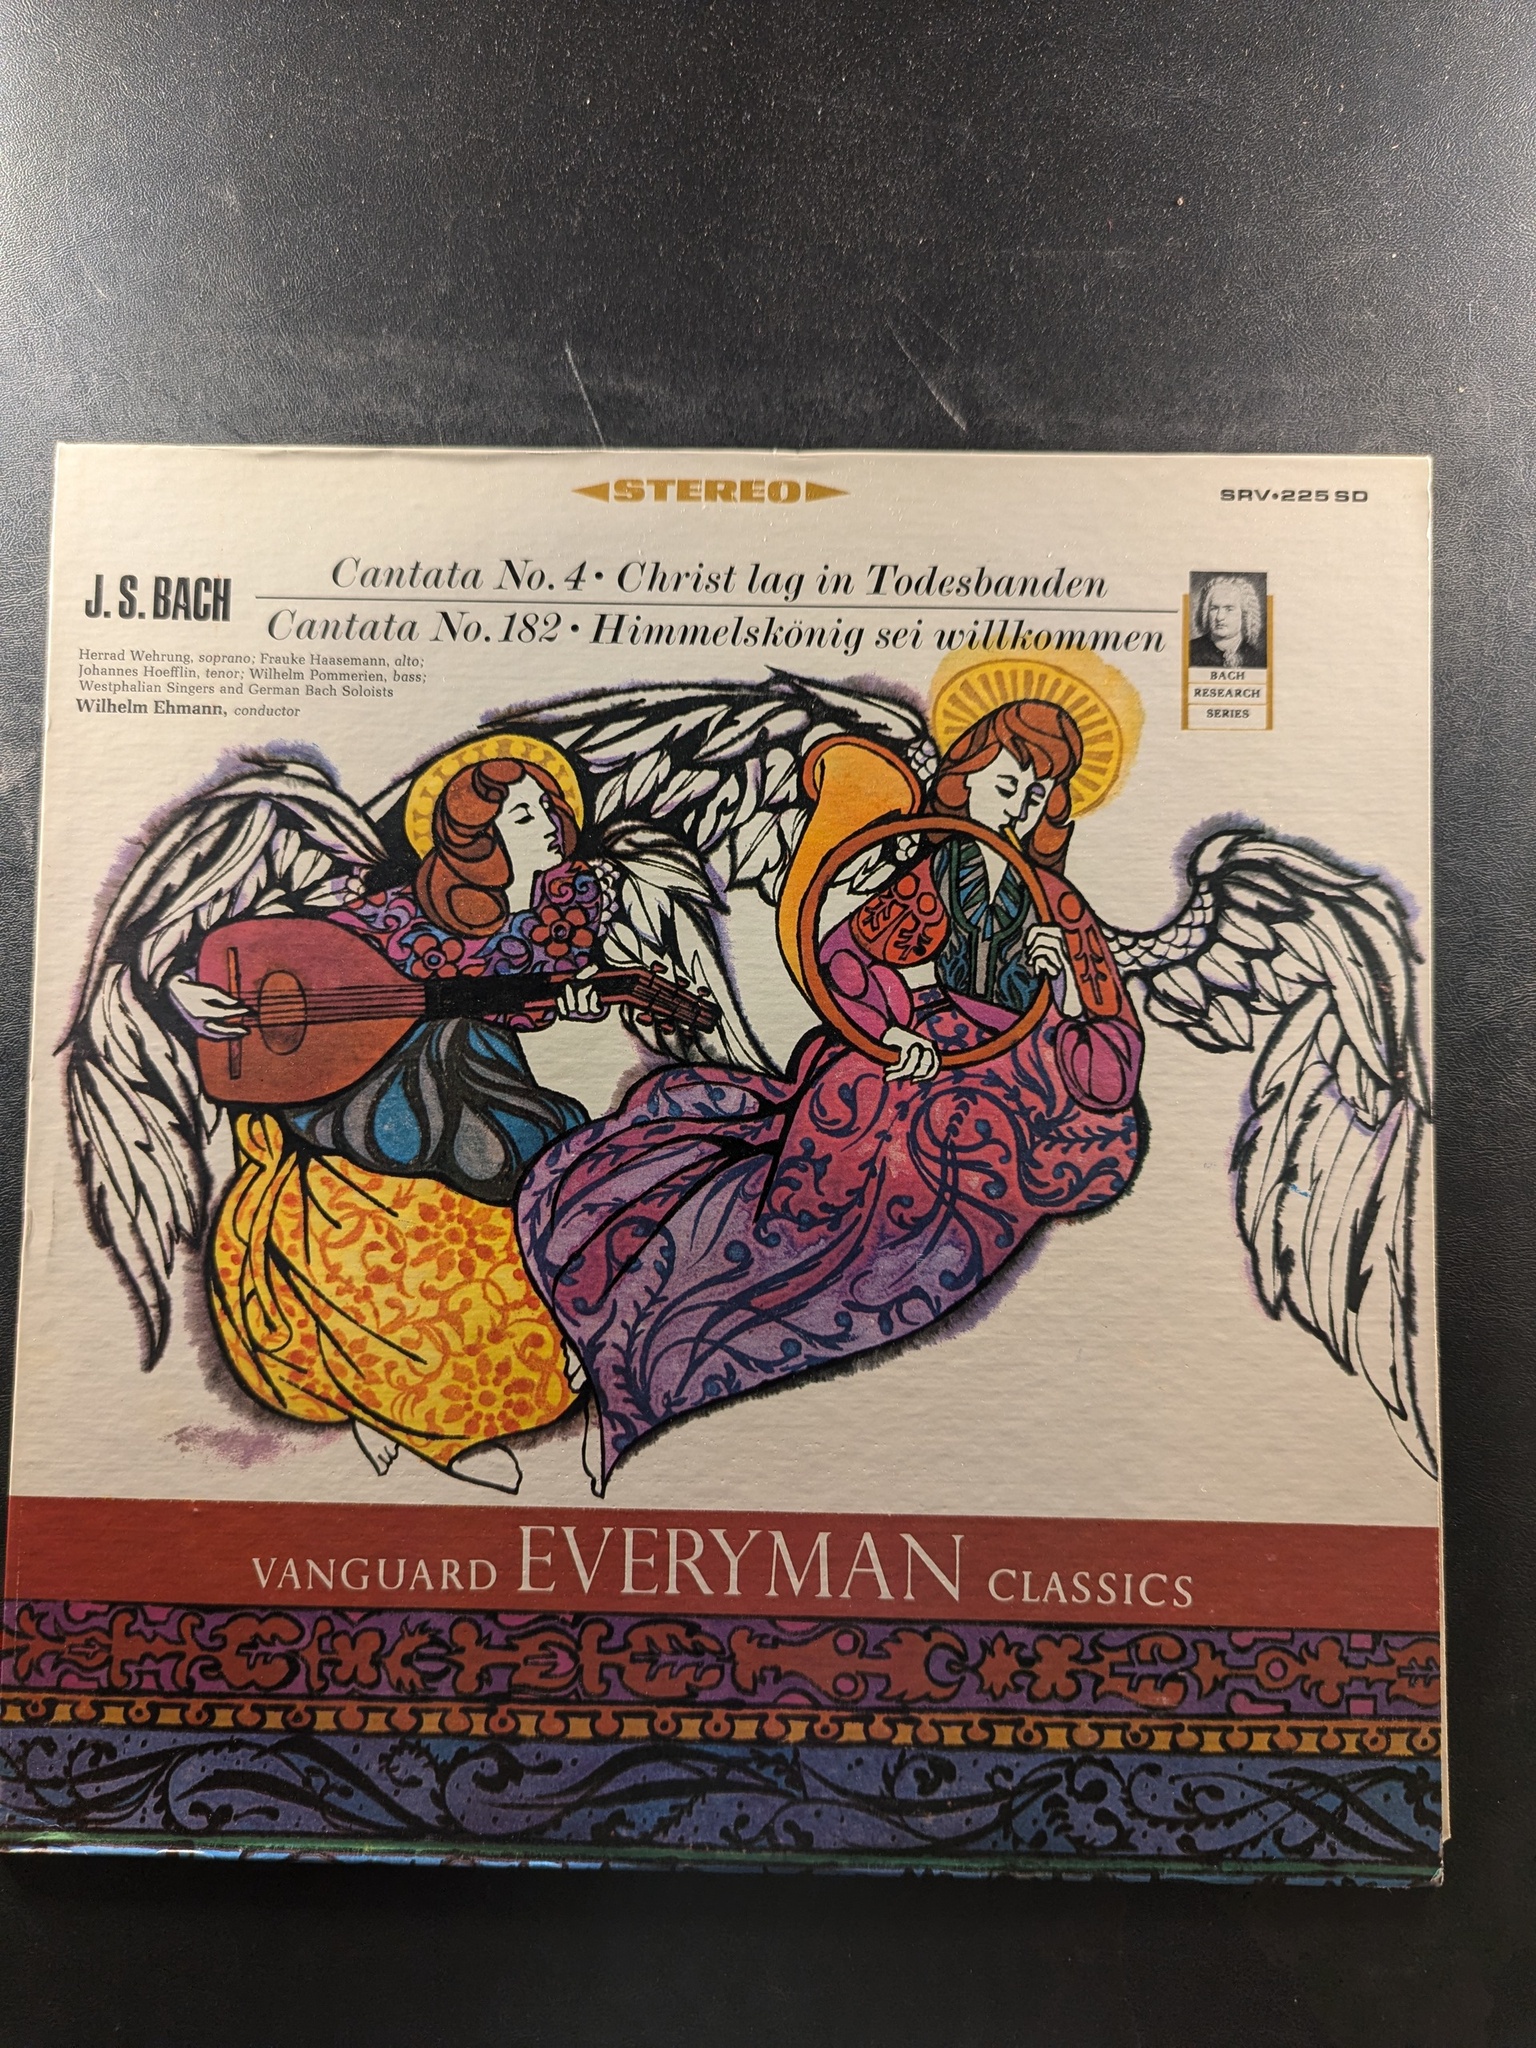 STEREO
SRV•225 SD
J. S. BACH
Cantata No. 4 • Christ lag in Todesbanden
Cantata No. 182 • Himmelskönig sei willkommen
Herrad Wehrung, soprano; Frauke Haasemann, alto;
Johannes Hoefflin, tenor; Wilhelm Pommerien, bass;
Westphalian Singers and German Bach Soloists
Wilhelm Ehmann, conductor
BACH
RESEARCH
SERIES
VANGUARD EVERYMAN CLASSICS